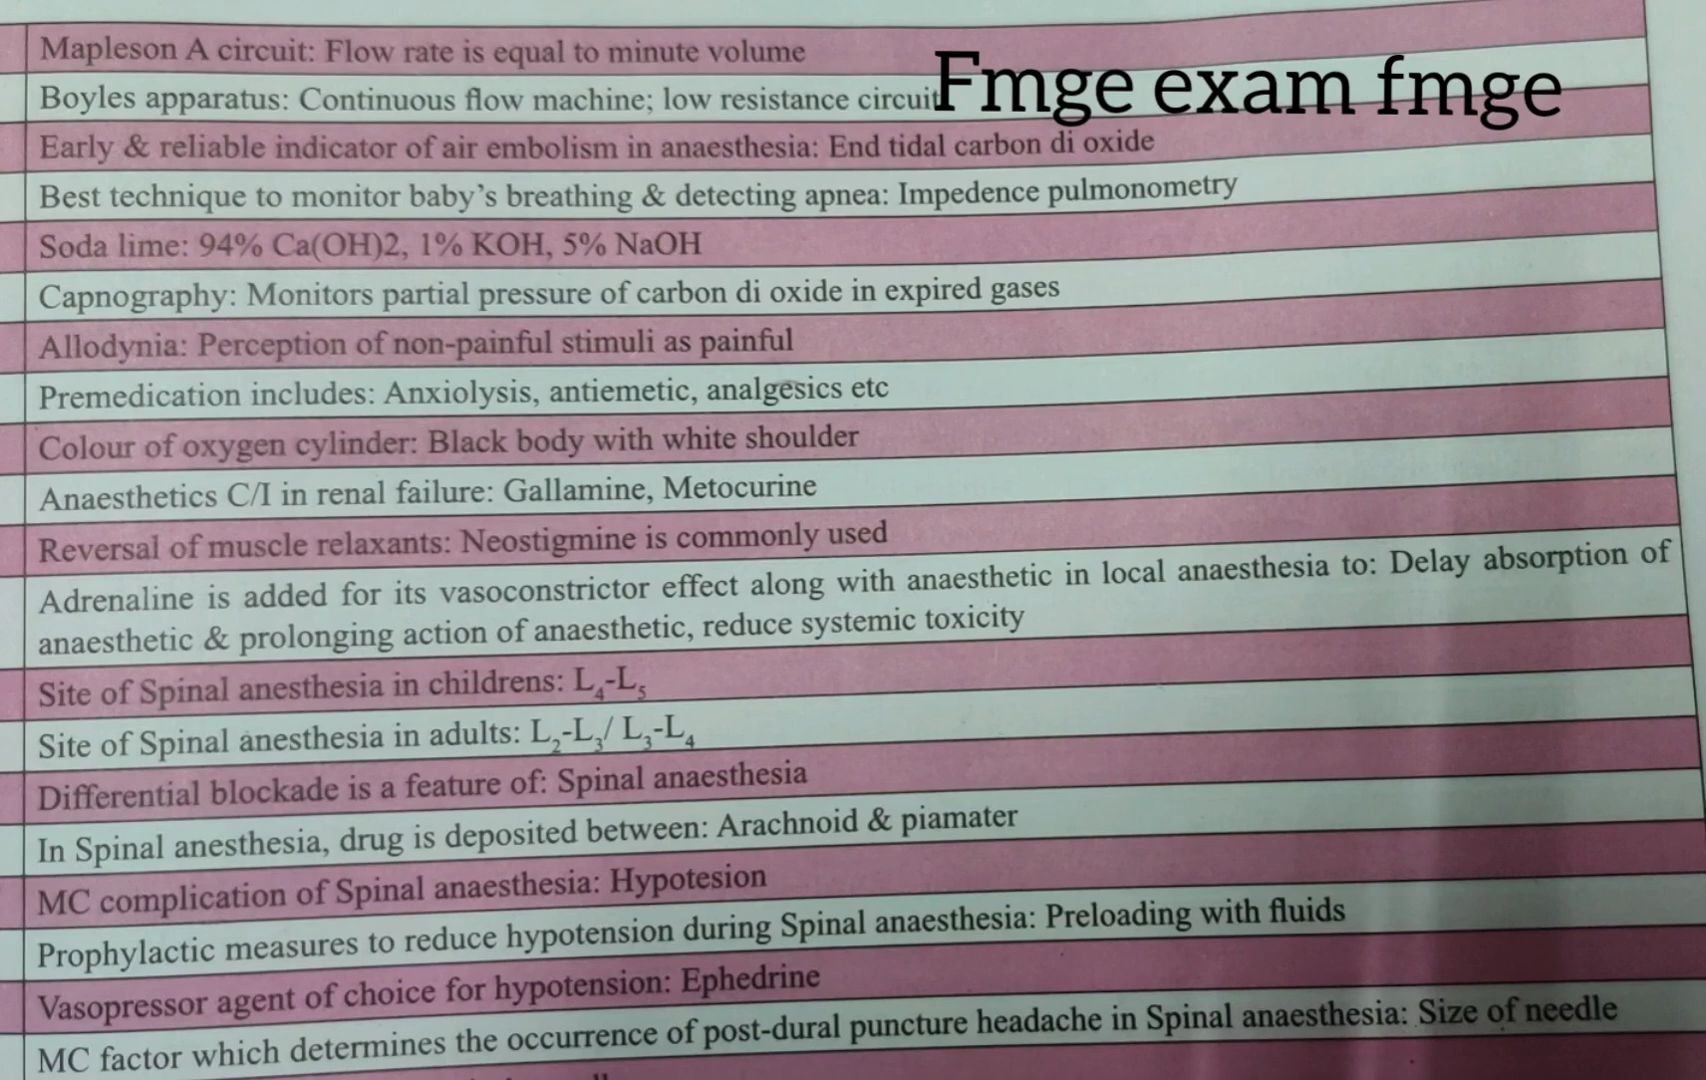 Mapleson A circuit: Flow rate is equal to minute volume
Boyles apparatus: Continuous flow machine; low resistance circuit
Fmge exam fmge
Early & reliable indicator of air embolism in anaesthesia: End tidal carbon di oxide
Best technique to monitor baby's breathing & detecting apnea: Impedence pulmonometry
Soda lime: 94% Ca(OH)2, 1% KOH, 5% NaOH
Capnography: Monitors partial pressure of carbon di oxide in expired gases
Allodynia: Perception of non-painful stimuli as painful
Premedication includes: Anxiolysis, antiemetic, analgesics etc
Colour of oxygen cylinder: Black body with white shoulder
Anaesthetics C/I in renal failure: Gallamine, Metocurine
Reversal of muscle relaxants: Neostigmine is commonly used
Adrenaline is added for its vasoconstrictor effect along with anaesthetic in local anaesthesia to: Delay absorption of
anaesthetic & prolonging action of anaesthetic, reduce systemic toxicity
Site of Spinal anesthesia in childrens: L₄-L₅
Site of Spinal anesthesia in adults: L₂-L₃/ L₃-L₄
Differential blockade is a feature of: Spinal anaesthesia
In Spinal anesthesia, drug is deposited between: Arachnoid & piamater
MC complication of Spinal anaesthesia: Hypotesion
Prophylactic measures to reduce hypotension during Spinal anaesthesia: Preloading with fluids
Vasopressor agent of choice for hypotension: Ephedrine
MC factor which determines the occurrence of post-dural puncture headache in Spinal anaesthesia: Size of needle